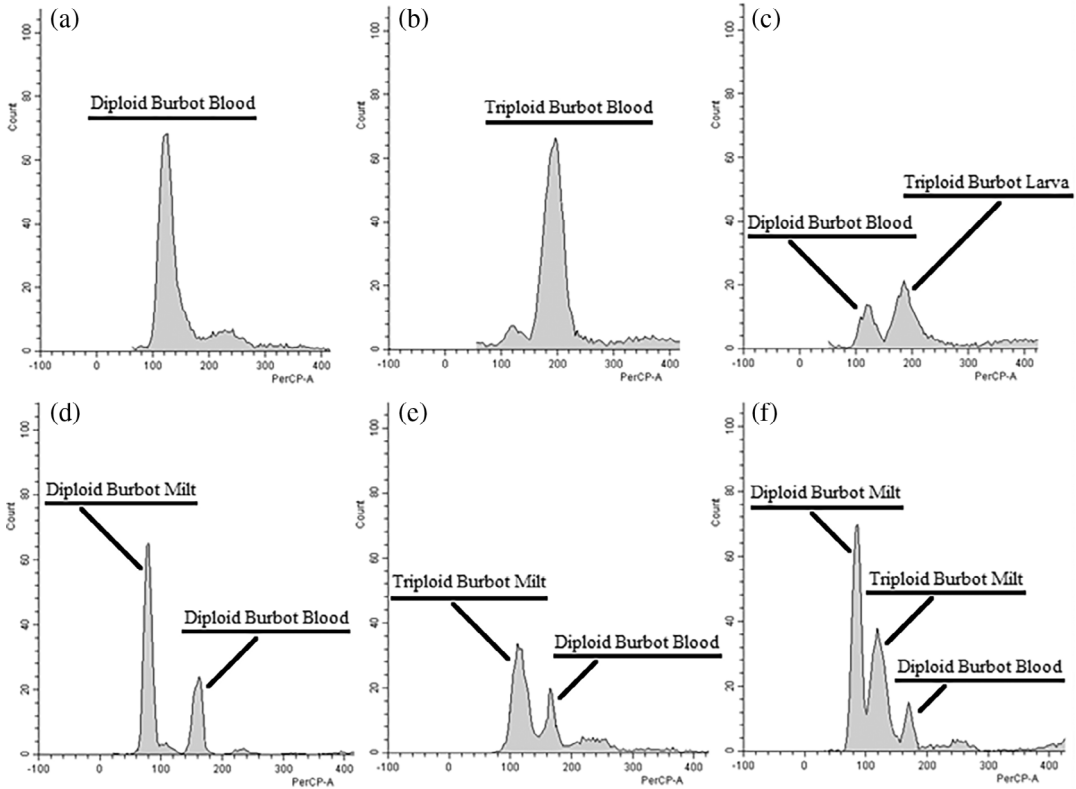 (a)
Diploid Burbot Blood
Count
0 20 40 60 80 100
-100 0 100 200 300 400
PerCP-A
(b)
Triploid Burbot Blood
Count
0 20 40 60 80 100
-100 0 100 200 300 400
PerCP-A
(c)
Triploid Burbot Larva
Diploid Burbot Blood
Count
0 20 40 60 80 100
-100 0 100 200 300 400
PerCP-A
(d)
Diploid Burbot Milt
Diploid Burbot Blood
Count
0 20 40 60 80 100
-100 0 100 200 300 400
PerCP-A
(e)
Triploid Burbot Milt
Diploid Burbot Blood
Count
0 20 40 60 80 100
-100 0 100 200 300 400
PerCP-A
(f)
Diploid Burbot Milt
Triploid Burbot Milt
Diploid Burbot Blood
Count
0 20 40 60 80 100
-100 0 100 200 300 400
PerCP-A